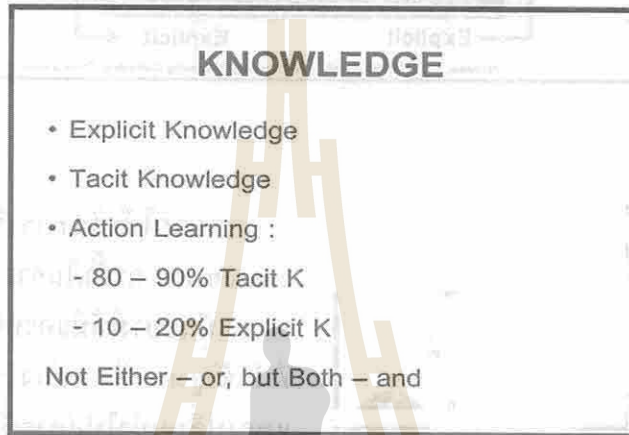 KNOWLEDGE
• Explicit Knowledge
• Tacit Knowledge
• Action Learning :
- 80 – 90% Tacit K
- 10 – 20% Explicit K
Not Either – or, but Both – and